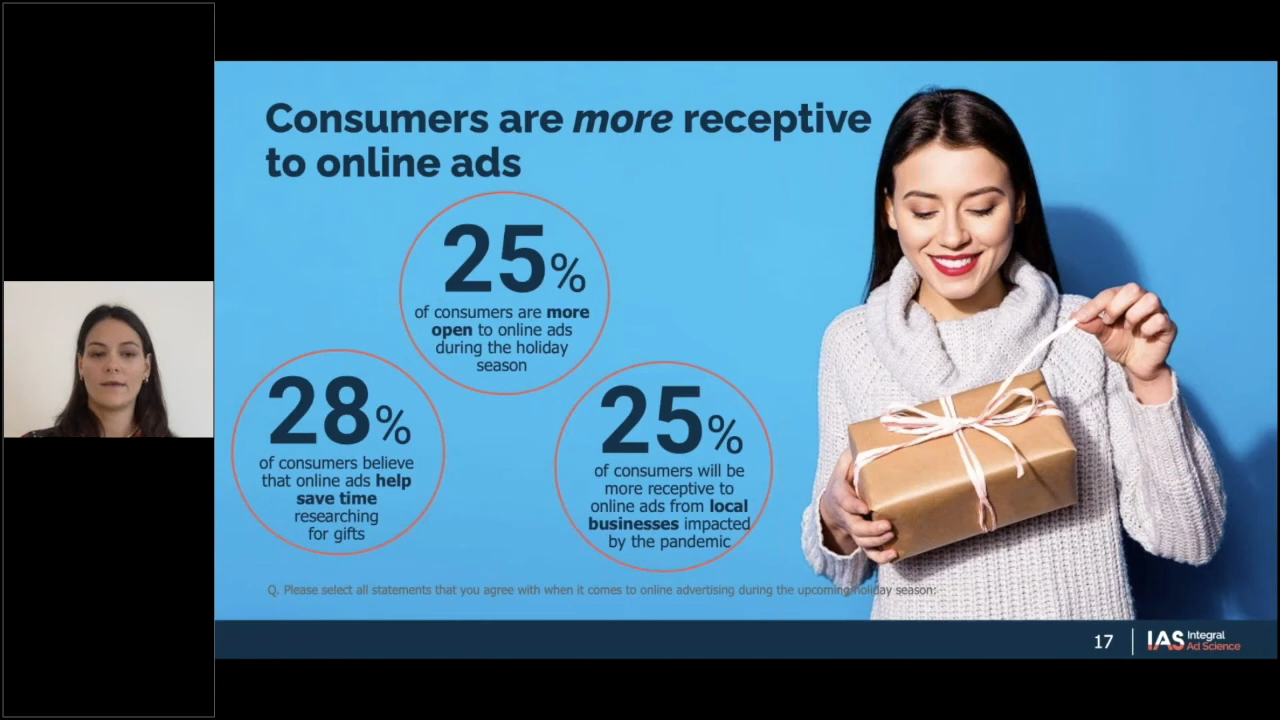 Consumers are more receptive
to online ads
25%
of consumers are more
open to online ads
during the holiday
season
28%
of consumers believe
that online ads help
save time
researching
for gifts
25%
of consumers will be
more receptive to
online ads from local
businesses impacted
by the pandemic
Q. Please select all statements that you agree with when it comes to online advertising during the upcoming holiday season:
17
IAS Integral
Ad Science